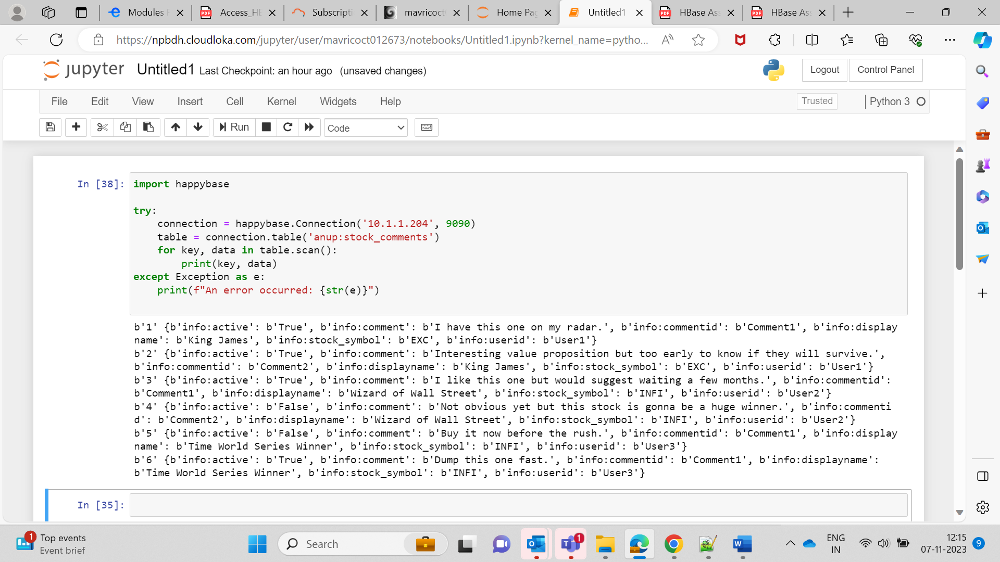 Modules
Access_HB
Subscripti
mavricoct
Home Pag
Untitled1
HBase Ass
HBase Ass
https://npbdh.cloudloka.com/jupyter/user/mavricoct012673/notebooks/Untitled1.ipynb?kernel_name=pytho...
jupyter Untitled1 Last Checkpoint: an hour ago (unsaved changes)
Logout Control Panel
File Edit View Insert Cell Kernel Widgets Help
Trusted Python 3
Run Code
In [38]:
import happybase
try:
    connection = happybase.Connection('10.1.1.204', 9090)
    table = connection.table('anup:stock_comments')
    for key, data in table.scan():
        print(key, data)
except Exception as e:
    print(f"An error occurred: {str(e)}")
b'1' {b'info:active': b'True', b'info:comment': b'I have this one on my radar.', b'info:commentid': b'Comment1', b'info:display
name': b'King James', b'info:stock_symbol': b'EXC', b'info:userid': b'User1'}
b'2' {b'info:active': b'True', b'info:comment': b'Interesting value proposition but too early to know if they will survive.',
b'info:commentid': b'Comment2', b'info:displayname': b'King James', b'info:stock_symbol': b'EXC', b'info:userid': b'User1'}
b'3' {b'info:active': b'True', b'info:comment': b'I like this one but would suggest waiting a few months.', b'info:commentid':
b'Comment1', b'info:displayname': b'Wizard of Wall Street', b'info:stock_symbol': b'INFI', b'info:userid': b'User2'}
b'4' {b'info:active': b'False', b'info:comment': b'Not obvious yet but this stock is gonna be a huge winner.', b'info:commenti
d': b'Comment2', b'info:displayname': b'Wizard of Wall Street', b'info:stock_symbol': b'INFI', b'info:userid': b'User2'}
b'5' {b'info:active': b'False', b'info:comment': b'Buy it now before the rush.', b'info:commentid': b'Comment1', b'info:display
name': b'Time World Series Winner', b'info:stock_symbol': b'INFI', b'info:userid': b'User3'}
b'6' {b'info:active': b'True', b'info:comment': b'Dump this one fast.', b'info:commentid': b'Comment1', b'info:displayname':
b'Time World Series Winner', b'info:stock_symbol': b'INFI', b'info:userid': b'User3'}
In [35]:
1
Top events
Event brief
Search
1
ENG
IN
12:15
07-11-2023
9